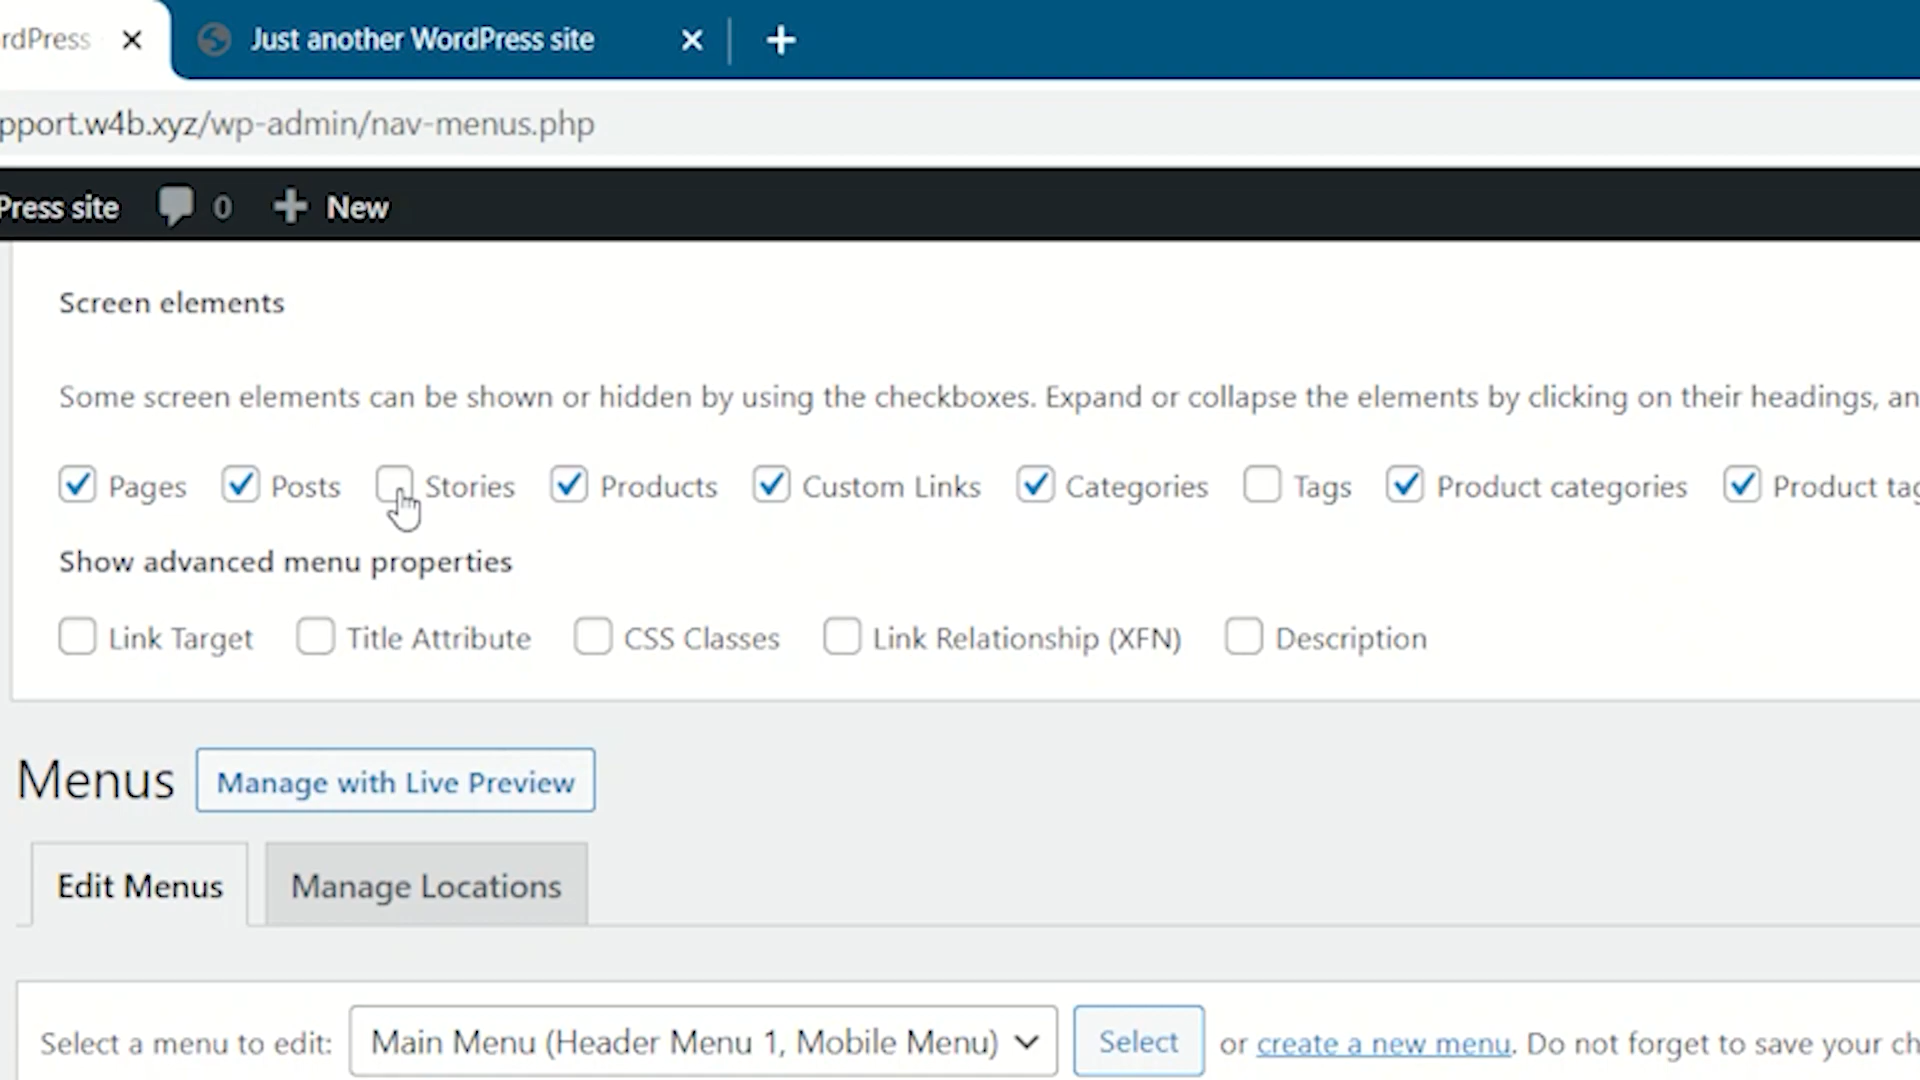 rdPress
Just another WordPress site
pport.w4b.xyz/wp-admin/nav-menus.php
Press site 0 New
Screen elements
Some screen elements can be shown or hidden by using the checkboxes. Expand or collapse the elements by clicking on their headings, an
Pages Posts Stories Products Custom Links Categories Tags Product categories Product tag
Show advanced menu properties
Link Target Title Attribute CSS Classes Link Relationship (XFN) Description
Menus Manage with Live Preview
Edit Menus Manage Locations
Select a menu to edit: Main Menu (Header Menu 1, Mobile Menu) Select or create a new menu. Do not forget to save your ch